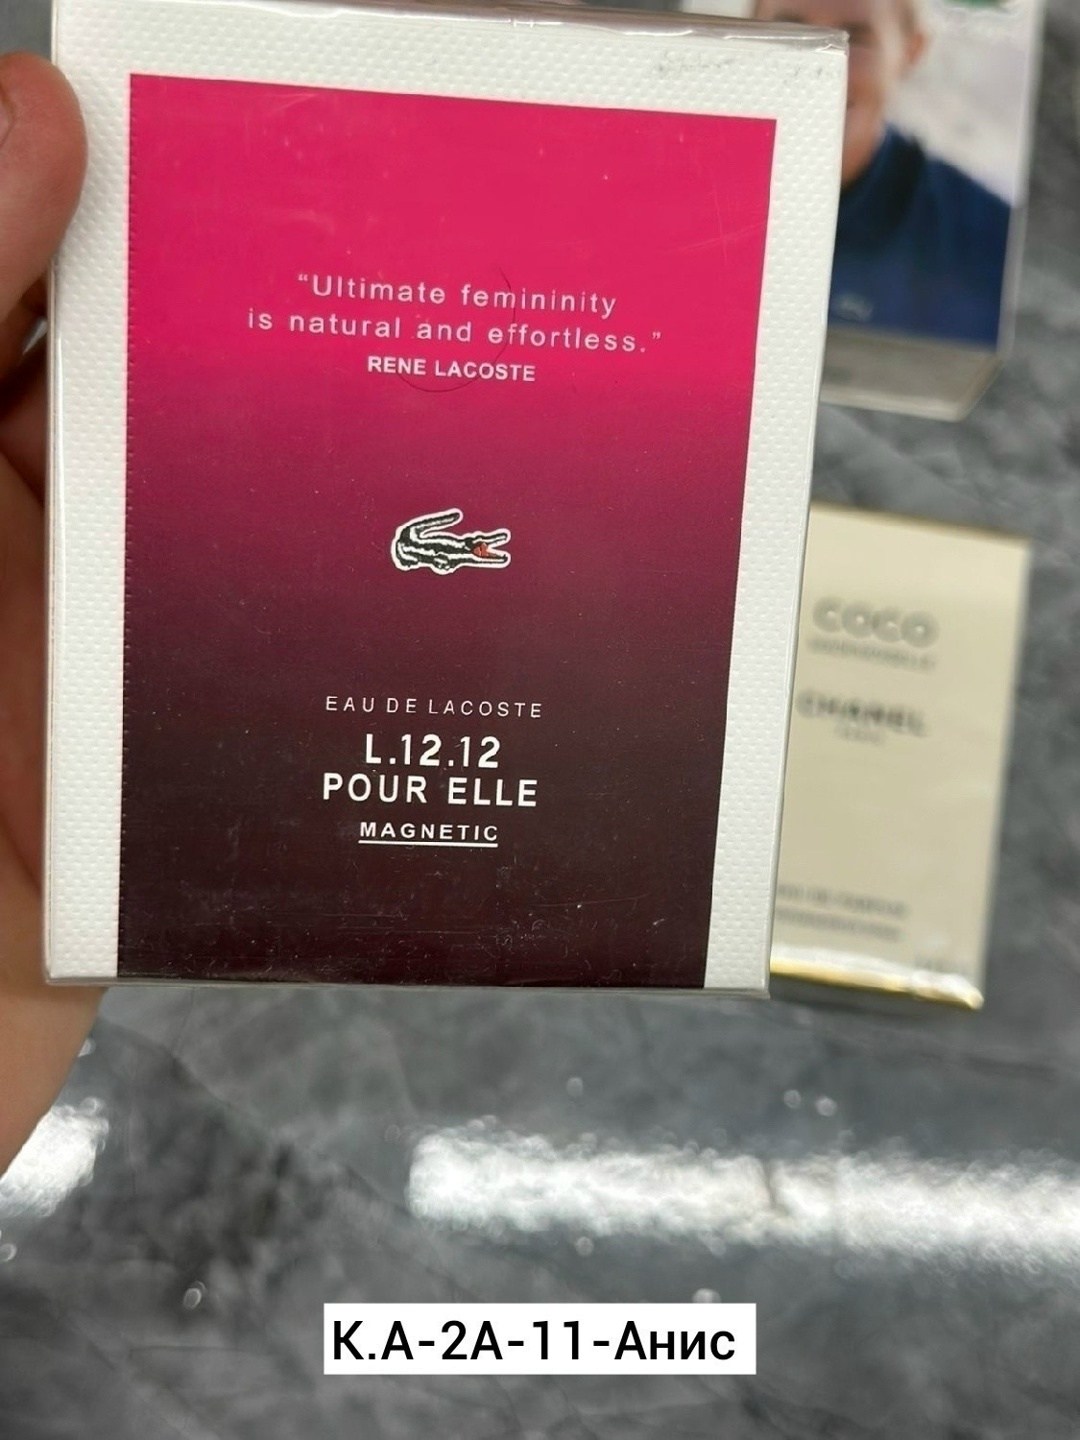 “Ultimate femininity
is natural and effortless.”
RENE LACOSTE
EAU DE LACOSTE
L.12.12
POUR ELLE
MAGNETIC
COCO
CHANEL
К.А-2А-11-Анис